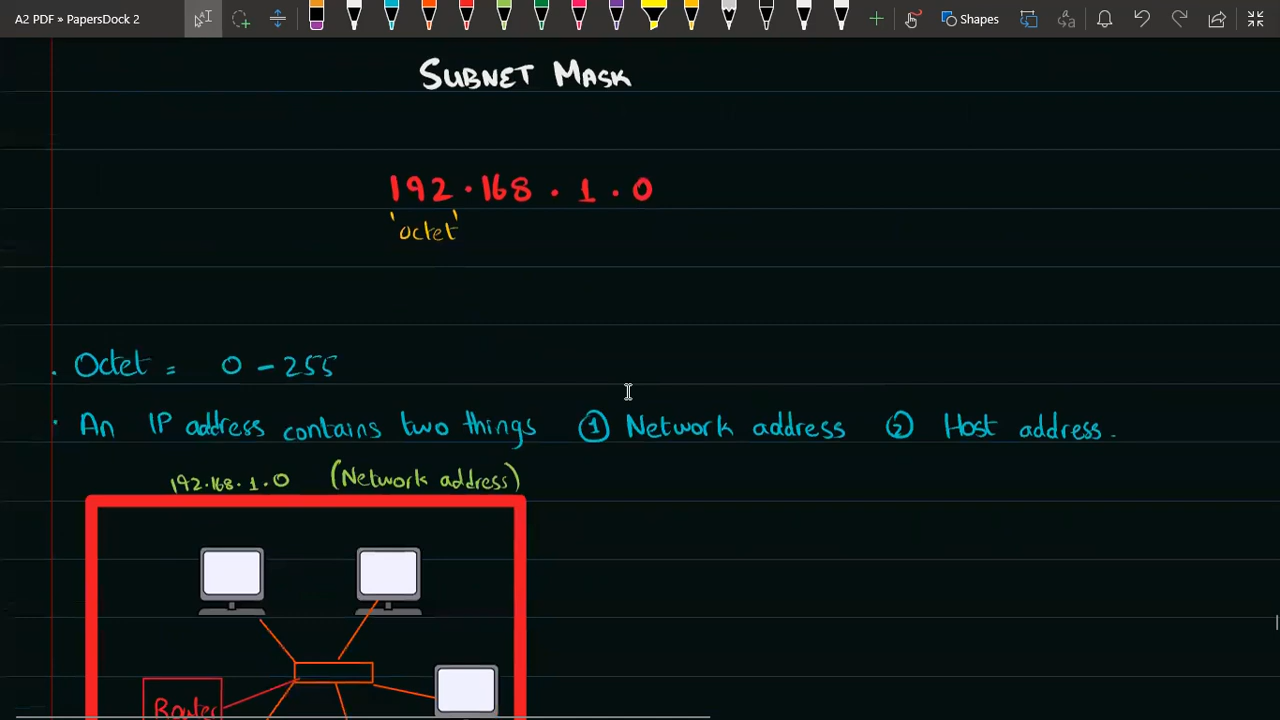 A2 PDF » PapersDock 2
Shapes
SUBNET MASK
192.168.1.0
'octet'
. Octet = 0 - 255
. An IP address contains two things ① Network address ② Host address.
192.168.1.0 (Network address)
Router